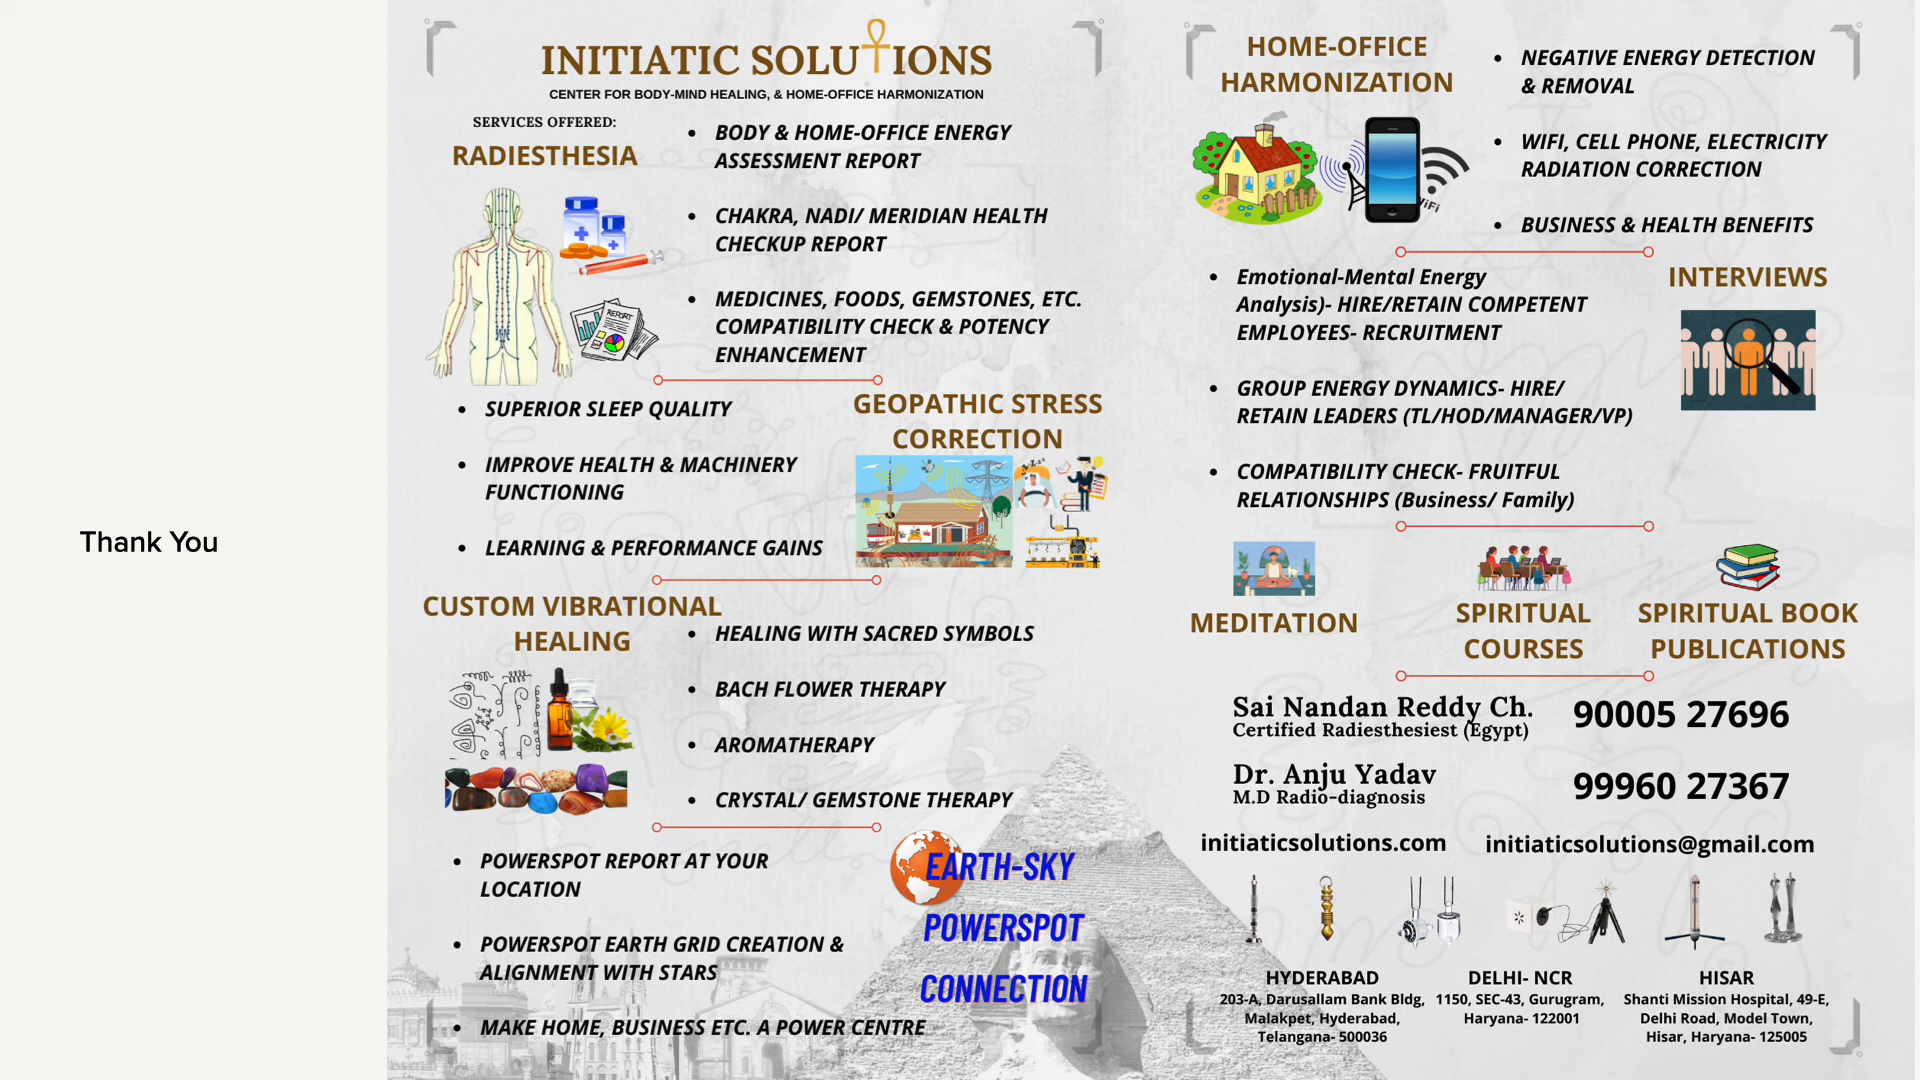 Thank You
INITIATIC SOLUTIONS
CENTER FOR BODY-MIND HEALING, & HOME-OFFICE HARMONIZATION
SERVICES OFFERED:
RADIESTHESIA
• BODY & HOME-OFFICE ENERGY
ASSESSMENT REPORT
• CHAKRA, NADI/ MERIDIAN HEALTH
CHECKUP REPORT
• MEDICINES, FOODS, GEMSTONES, ETC.
COMPATIBILITY CHECK & POTENCY
ENHANCEMENT
REPORT
GEOPATHIC STRESS
CORRECTION
• SUPERIOR SLEEP QUALITY
• IMPROVE HEALTH & MACHINERY
FUNCTIONING
• LEARNING & PERFORMANCE GAINS
CUSTOM VIBRATIONAL
HEALING
• HEALING WITH SACRED SYMBOLS
• BACH FLOWER THERAPY
• AROMATHERAPY
• CRYSTAL/ GEMSTONE THERAPY
EARTH-SKY
POWERSPOT
CONNECTION
• POWERSPOT REPORT AT YOUR
LOCATION
• POWERSPOT EARTH GRID CREATION &
ALIGNMENT WITH STARS
• MAKE HOME, BUSINESS ETC. A POWER CENTRE
HOME-OFFICE
HARMONIZATION
WiFi
• NEGATIVE ENERGY DETECTION
& REMOVAL
• WIFI, CELL PHONE, ELECTRICITY
RADIATION CORRECTION
• BUSINESS & HEALTH BENEFITS
INTERVIEWS
• Emotional-Mental Energy
Analysis)- HIRE/RETAIN COMPETENT
EMPLOYEES- RECRUITMENT
• GROUP ENERGY DYNAMICS- HIRE/
RETAIN LEADERS (TL/HOD/MANAGER/VP)
• COMPATIBILITY CHECK- FRUITFUL
RELATIONSHIPS (Business/ Family)
MEDITATION
SPIRITUAL
COURSES
SPIRITUAL BOOK
PUBLICATIONS
Sai Nandan Reddy Ch.
Certified Radiesthesiest (Egypt)
90005 27696
Dr. Anju Yadav
M.D Radio-diagnosis
99960 27367
initiaticsolutions.com
initiaticsolutions@gmail.com
HYDERABAD
203-A, Darusallam Bank Bldg,
Malakpet, Hyderabad,
Telangana- 500036
DELHI- NCR
1150, SEC-43, Gurugram,
Haryana- 122001
HISAR
Shanti Mission Hospital, 49-E,
Delhi Road, Model Town,
Hisar, Haryana- 125005